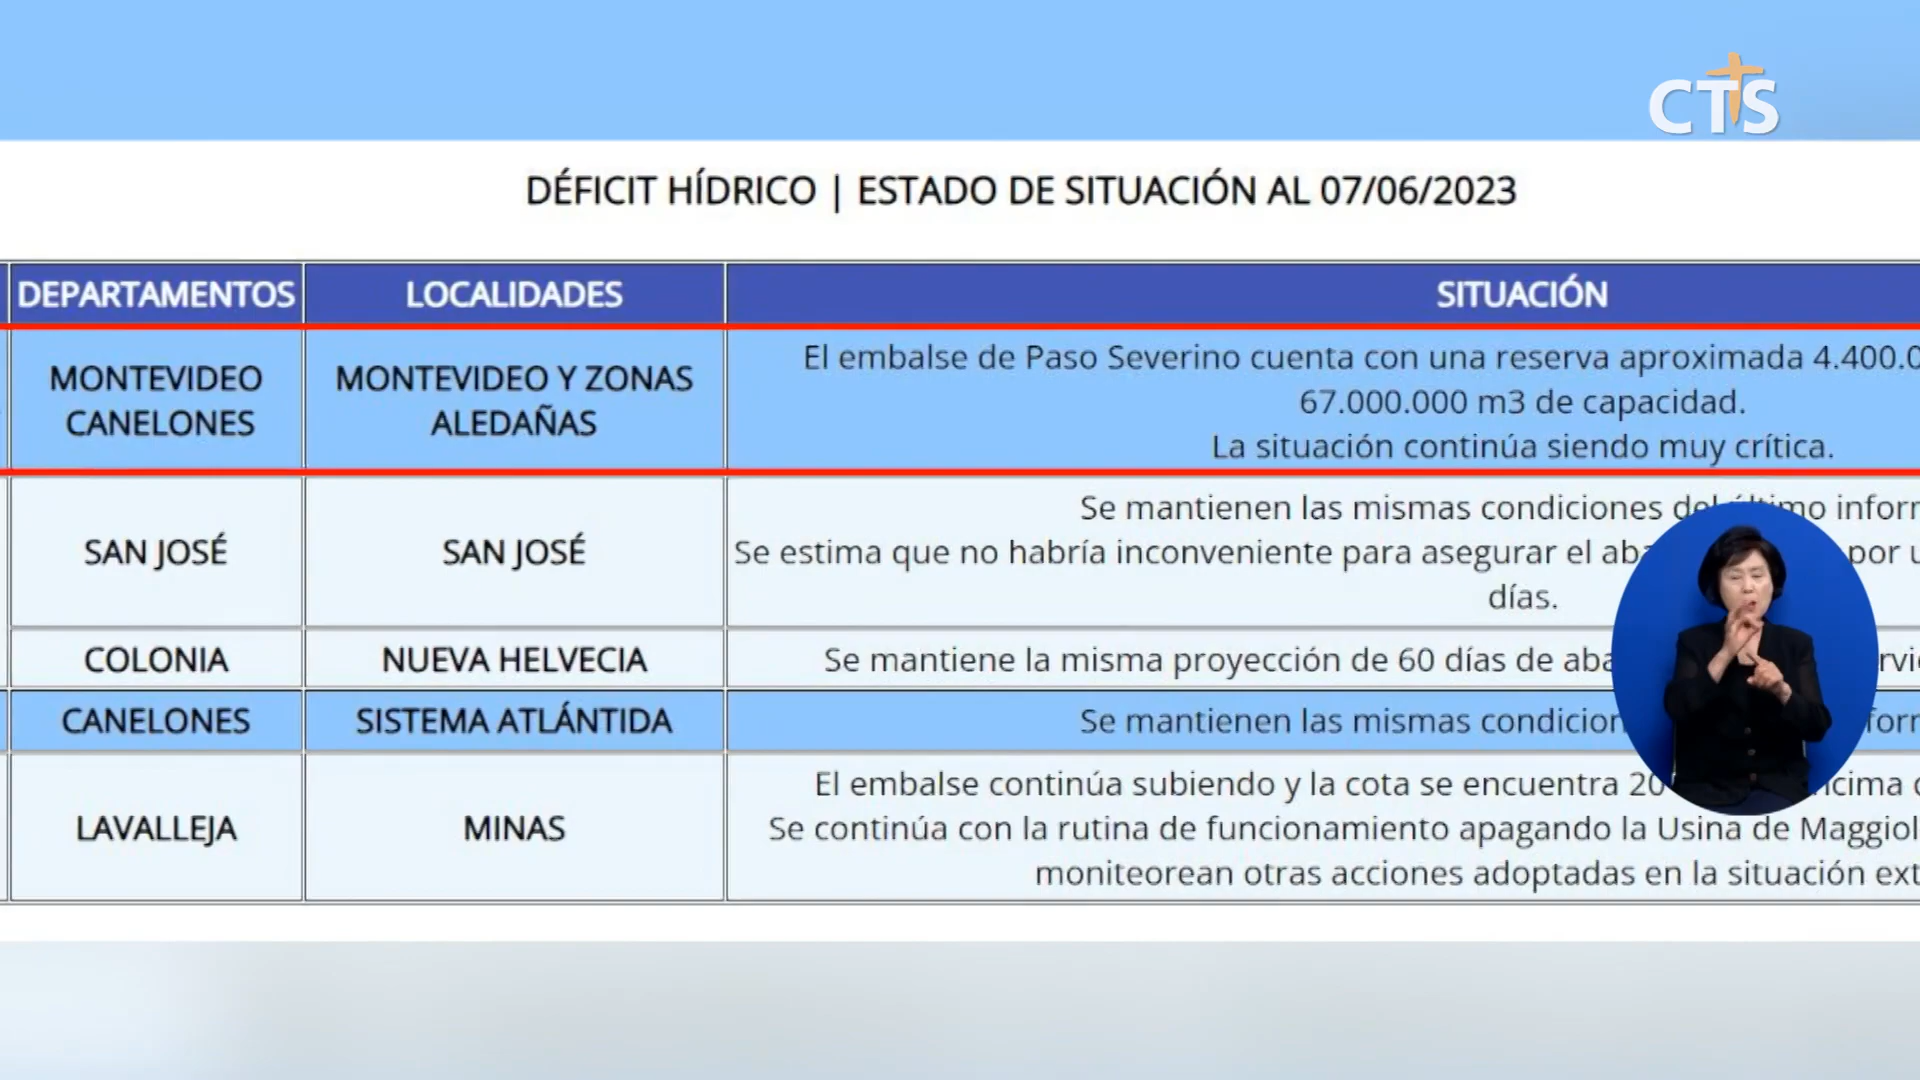 CTS
DÉFICIT HÍDRICO | ESTADO DE SITUACIÓN AL 07/06/2023
DEPARTAMENTOS LOCALIDADES SITUACIÓN
MONTEVIDEO CANELONES
MONTEVIDEO Y ZONAS ALEDAÑAS
El embalse de Paso Severino cuenta con una reserva aproximada
67.000.000 m3 de capacidad.
La situación continúa siendo muy crítica.
SAN JOSÉ
SAN JOSÉ
Se mantienen las mismas condiciones
Se estima que no habría inconveniente para asegurar el por
días.
COLONIA
NUEVA HELVECIA
Se mantiene la misma proyección de 60 días de
CANELONES
SISTEMA ATLÁNTIDA
Se mantienen las mismas
LAVALLEJA
MINAS
El embalse continúa subiendo y la cota se encuentra
Se continúa con la rutina de funcionamiento apagando la Usina de
moniteorean otras acciones adoptadas en la situación